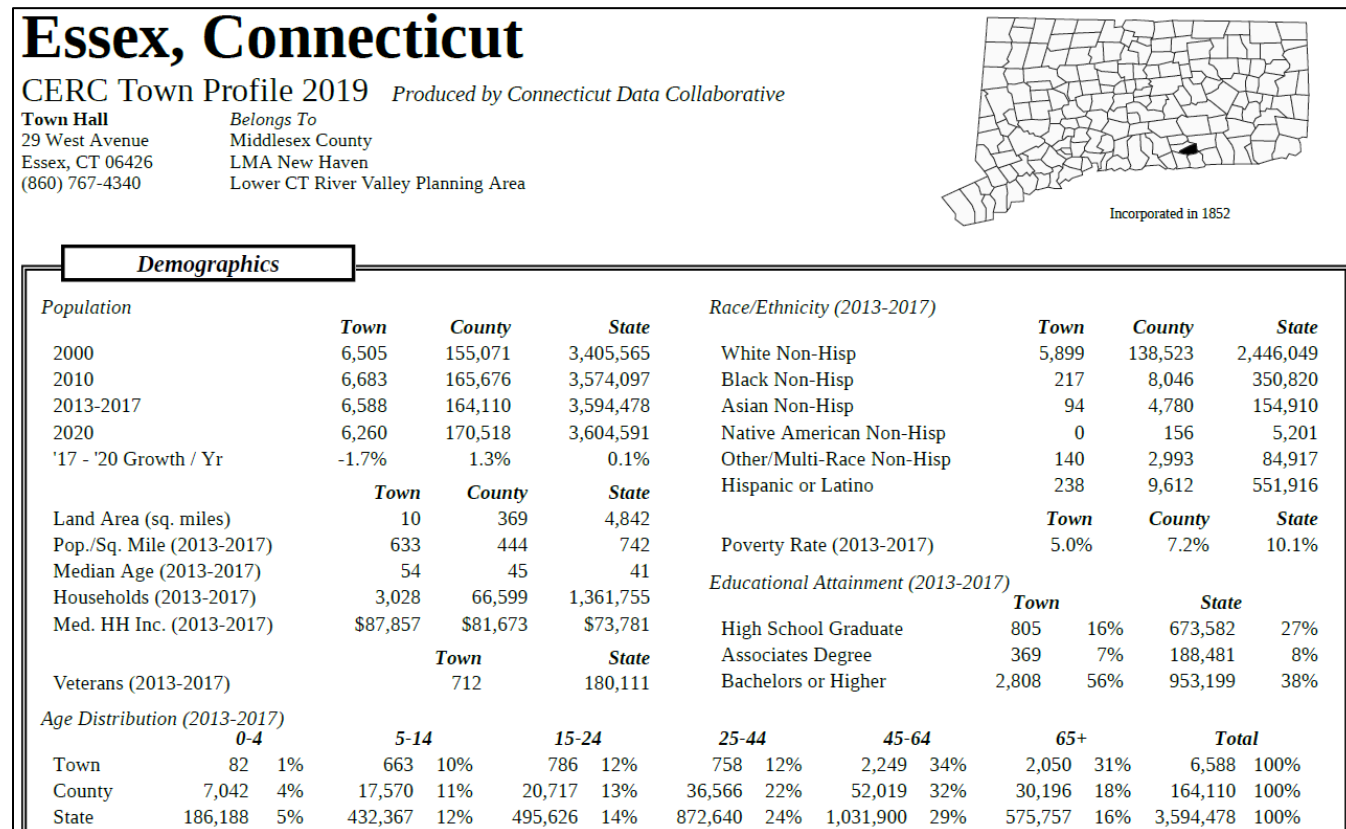 Essex, Connecticut
CERC Town Profile 2019 Produced by Connecticut Data Collaborative
Town Hall Belongs To
29 West Avenue Middlesex County
Essex, CT 06426 LMA New Haven
(860) 767-4340 Lower CT River Valley Planning Area
Incorporated in 1852
Demographics
Population
Town County State
2000 6,505 155,071 3,405,565
2010 6,683 165,676 3,574,097
2013-2017 6,588 164,110 3,594,478
2020 6,260 170,518 3,604,591
'17 - '20 Growth / Yr -1.7% 1.3% 0.1%
Town County State
Land Area (sq. miles) 10 369 4,842
Pop./Sq. Mile (2013-2017) 633 444 742
Median Age (2013-2017) 54 45 41
Households (2013-2017) 3,028 66,599 1,361,755
Med. HH Inc. (2013-2017) $87,857 $81,673 $73,781
Town State
Veterans (2013-2017) 712 180,111
Race/Ethnicity (2013-2017)
Town County State
White Non-Hisp 5,899 138,523 2,446,049
Black Non-Hisp 217 8,046 350,820
Asian Non-Hisp 94 4,780 154,910
Native American Non-Hisp 0 156 5,201
Other/Multi-Race Non-Hisp 140 2,993 84,917
Hispanic or Latino 238 9,612 551,916
Town County State
Poverty Rate (2013-2017) 5.0% 7.2% 10.1%
Educational Attainment (2013-2017)
Town State
High School Graduate 805 16% 673,582 27%
Associates Degree 369 7% 188,481 8%
Bachelors or Higher 2,808 56% 953,199 38%
Age Distribution (2013-2017)
0-4 5-14 15-24 25-44 45-64 65+ Total
Town 82 1% 663 10% 786 12% 758 12% 2,249 34% 2,050 31% 6,588 100%
County 7,042 4% 17,570 11% 20,717 13% 36,566 22% 52,019 32% 30,196 18% 164,110 100%
State 186,188 5% 432,367 12% 495,626 14% 872,640 24% 1,031,900 29% 575,757 16% 3,594,478 100%